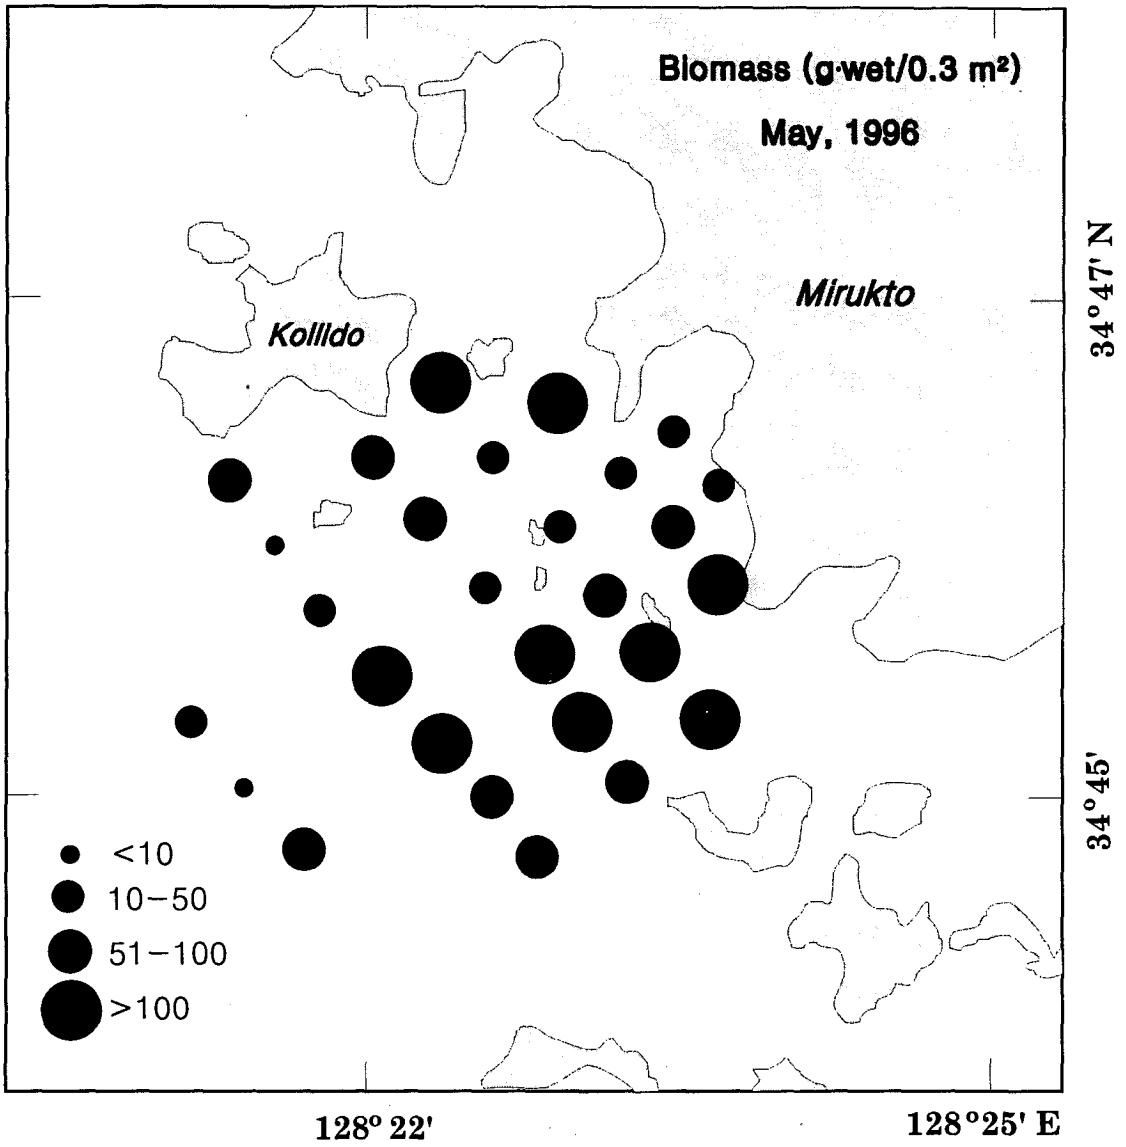 Biomass (g·wet/0.3 m²)
May, 1996
34°47' N
Mirukto
Kollldo
34°45'
<10
10-50
51-100
>100
128°22'
128°25' E